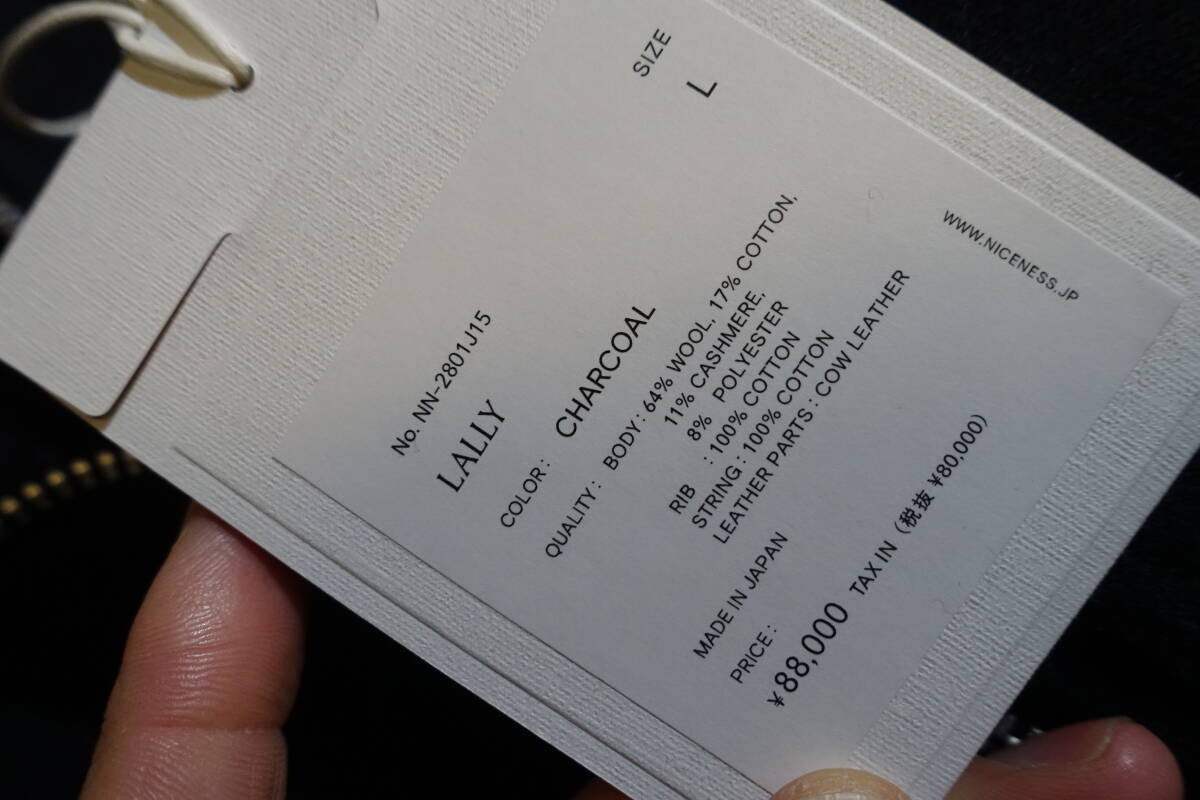 SIZE
L
No. NN-2801J15
LALLY
COLOR : CHARCOAL
QUALITY : BODY : 64% WOOL, 17% COTTON,
11% CASHMERE,
8% POLYESTER
RIB : 100% COTTON
STRING : 100% COTTON
LEATHER PARTS : COW LEATHER
MADE IN JAPAN
PRICE :
¥88,000 TAX IN (税抜 ¥80,000)
WWW.NICENESS.JP